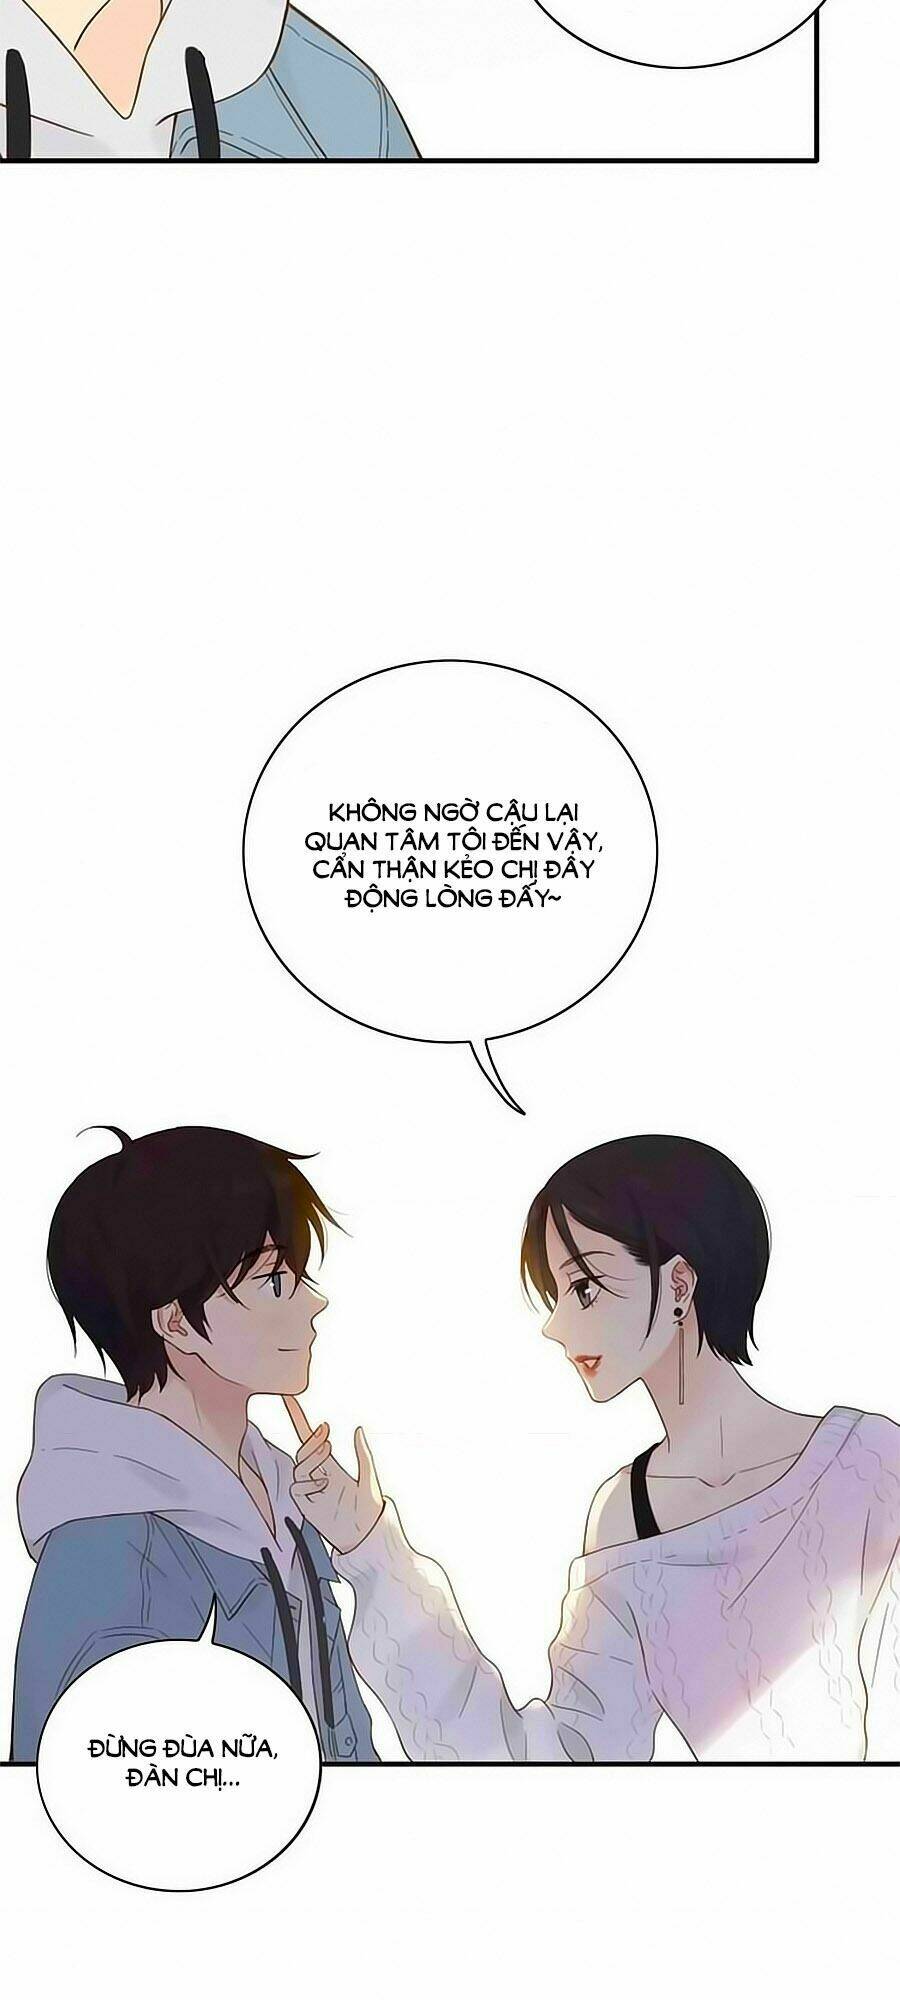 KHÔNG NGỜ CẬU LẠI
QUAN TÂM TÔI ĐẾN VẬY,
CẨN THẬN KẺO CHỊ ĐÂY
ĐỘNG LÒNG ĐẤY~
ĐỪNG ĐÙA NỮA,
ĐÀN CHỊ...